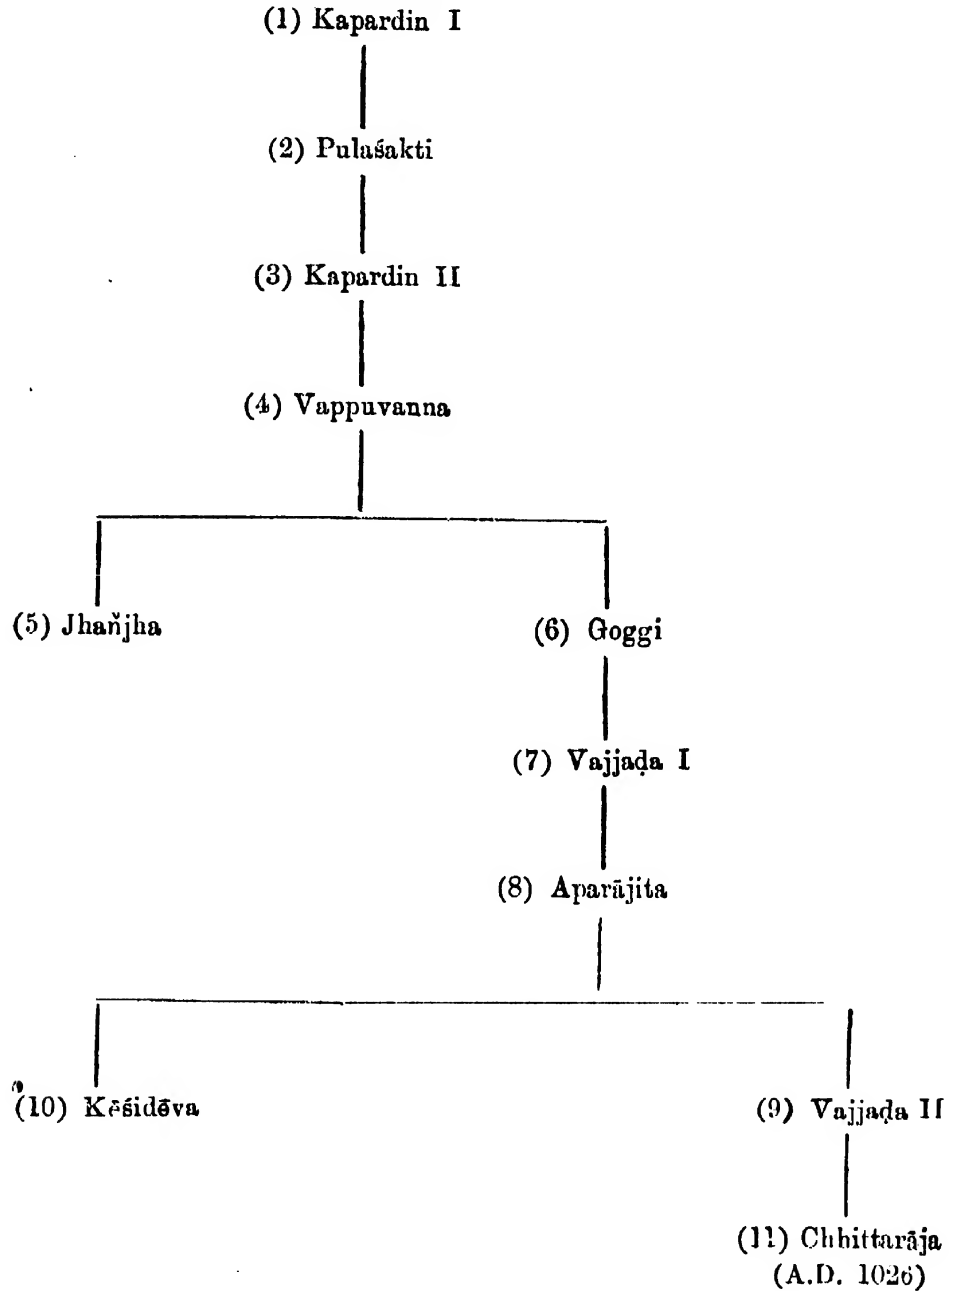 (1) Kapardin I
(2) Pulaśakti
(3) Kapardin II
(4) Vappuvanna
(5) Jhañjha
(6) Goggi
(7) Vajjaḍa I
(8) Aparājita
(10) Kēśidēva
(9) Vajjaḍa II
(11) Chhittarāja
(A.D. 1026)